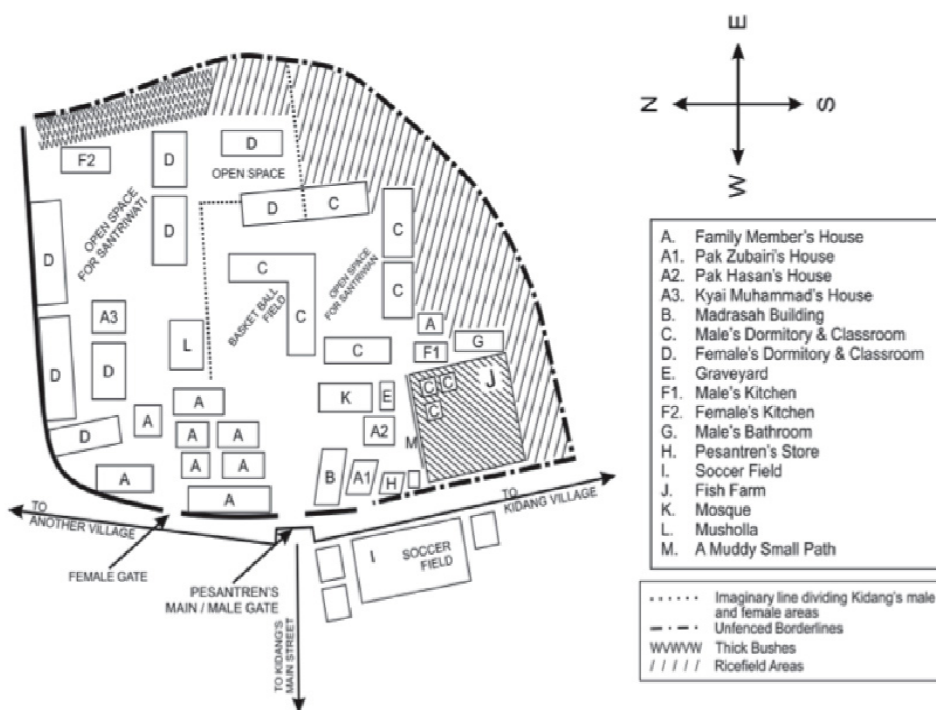 E
N
S
W
D
F2
D
OPEN SPACE
OPEN SPACE
FOR SANTRIWATI
D
D
C
C
D
C
OPEN SPACE
FOR SANTRIWAN
BASKET BALL
FIELD
C
C
A3
L
A
D
D
C
F1
G
J
A
K
E
C
C
C
A
A
A
A2
D
M
A
A
A
B
A1
H
A
TO
ANOTHER VILLAGE
TO
KIDANG VILLAGE
FEMALE GATE
I
SOCCER
FIELD
PESANTREN'S
MAIN / MALE GATE
TO KIDANG'S
MAIN STREET
A. Family Member's House
A1. Pak Zubairi's House
A2. Pak Hasan's House
A3. Kyai Muhammad's House
B. Madrasah Building
C. Male's Dormitory & Classroom
D. Female's Dormitory & Classroom
E. Graveyard
F1. Male's Kitchen
F2. Female's Kitchen
G. Male's Bathroom
H. Pesantren's Store
I. Soccer Field
J. Fish Farm
K. Mosque
L. Musholla
M. A Muddy Small Path
Imaginary line dividing Kidang's male
and female areas
Unfenced Borderlines
Thick Bushes
Ricefield Areas